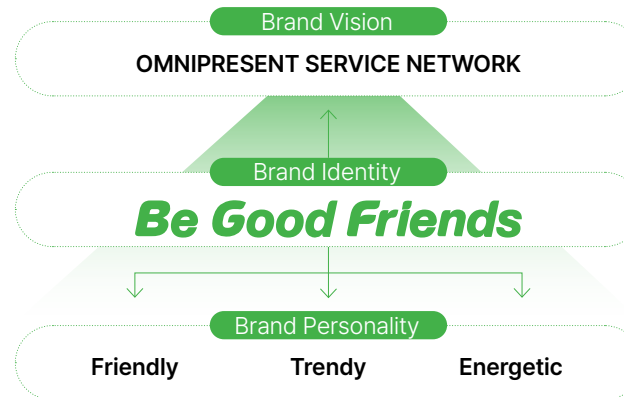 Brand Vision
OMNIPRESENT SERVICE NETWORK
Brand Identity
Be Good Friends
Brand Personality
Friendly Trendy Energetic